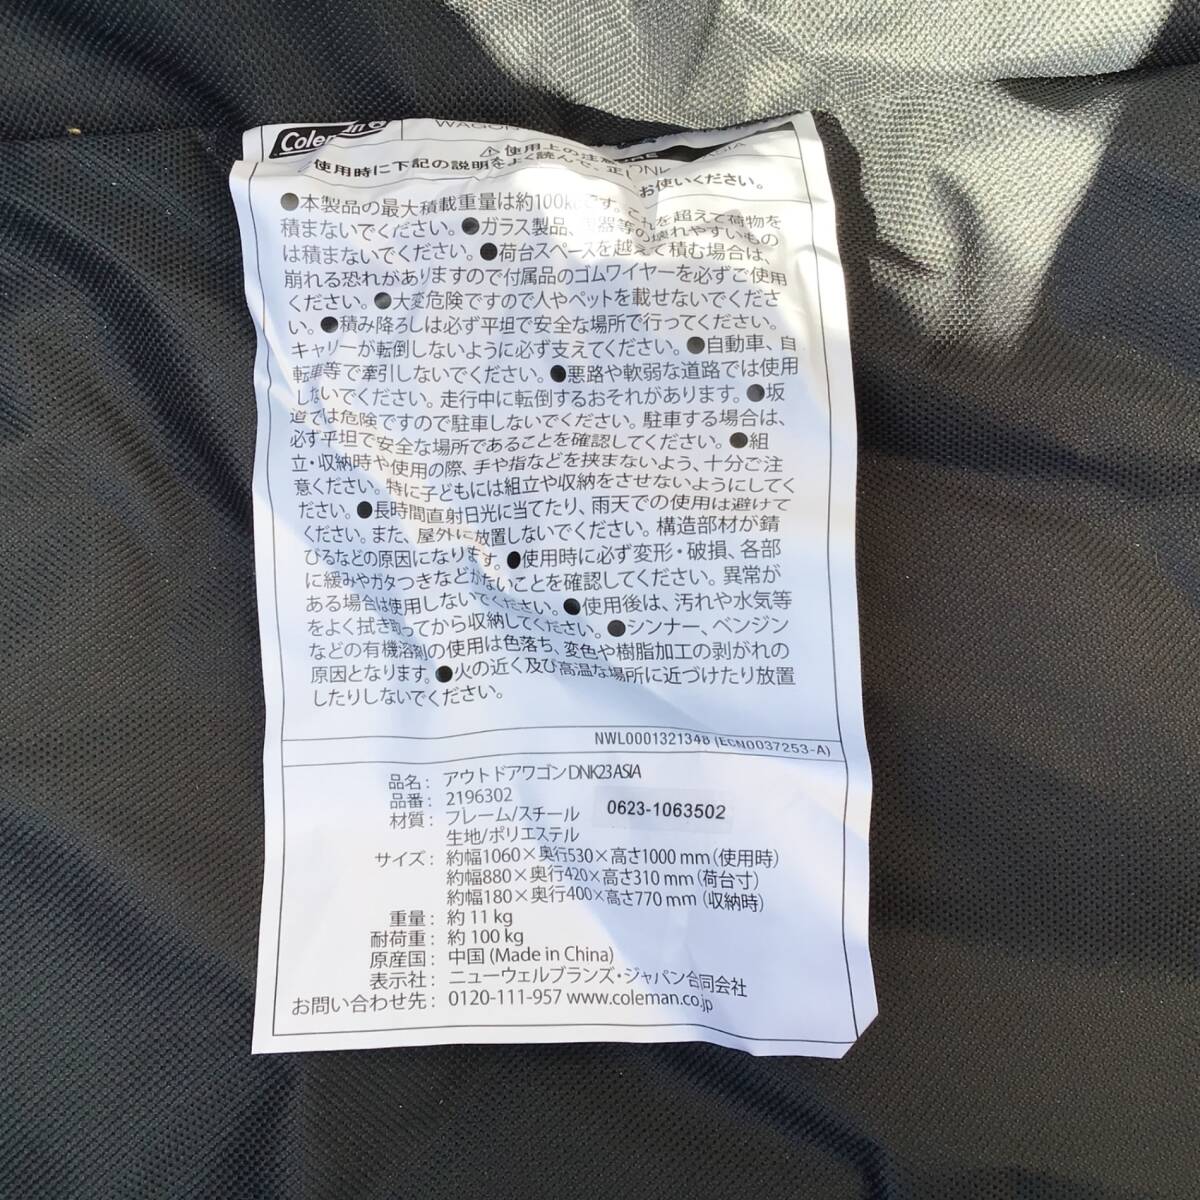 Coleman
WAGON
⚠使用上の注意
使用時に下記の説明をよく読んで、正し
お使いください。
●本製品の最大積載重量は約100kgです。これを超えて荷物を
積まないでください。●ガラス製品、 器等の壊れやすいもの
は積まないでください。●荷台スペースを越えて積む場合は、
崩れる恐れがありますので付属品のゴムワイヤーを必ずご使用
ください。●大変危険ですので人やペットを載せないでくださ
い。●積み降ろしは必ず平坦で安全な場所で行ってください。
キャリーが転倒しないように必ず支えてください。●自動車、自
転車等で牽引しないでください。●悪路や軟弱な道路では使用
しないでください。走行中に転倒するおそれがあります。●坂
道では危険ですので駐車しないでください。駐車する場合は、
必ず平坦で安全な場所であることを確認してください。●組
立・収納時や使用の際、手や指などを挟まないよう、十分ご注
意ください。特に子どもには組立や収納をさせないようにしてく
ださい。●長時間直射日光に当てたり、雨天での使用は避けて
ください。また、屋外に放置しないでください。構造部材が錆
びるなどの原因になります。●使用時に必ず変形・破損、各部
に緩みやガタつきなどがないことを確認してください。異常が
ある場合は使用しないでください。●使用後は、汚れや水気等
をよく拭き取ってから収納してください。●シンナー、ベンジン
などの有機溶剤の使用は色落ち、変色や樹脂加工の剥がれの
原因となります。●火の近く及び高温な場所に近づけたり放置
したりしないでください。
NWL0001321348 (ECN0037253-A)
品名: アウトドアワゴンDNK23ASIA
品番: 2196302
材質: フレーム/スチール 0623-1063502
生地/ポリエステル
サイズ: 約幅1060×奥行530×高さ1000mm(使用時)
約幅880×奥行420×高さ310mm(荷台寸)
約幅180×奥行400×高さ770mm (収納時)
重量: 約11kg
耐荷重: 約100kg
原産国: 中国(Made in China)
表示社: ニューウェルブランズ・ジャパン合同会社
お問い合わせ先: 0120-111-957 www.coleman.co.jp